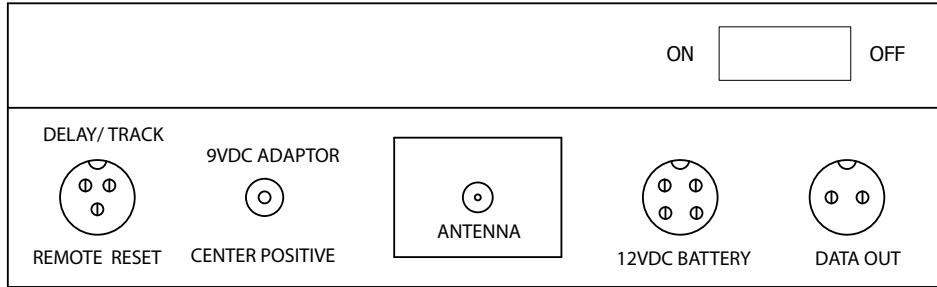 ON OFF
DELAY/ TRACK
9VDC ADAPTOR
ANTENNA
REMOTE RESET
CENTER POSITIVE
12VDC BATTERY
DATA OUT